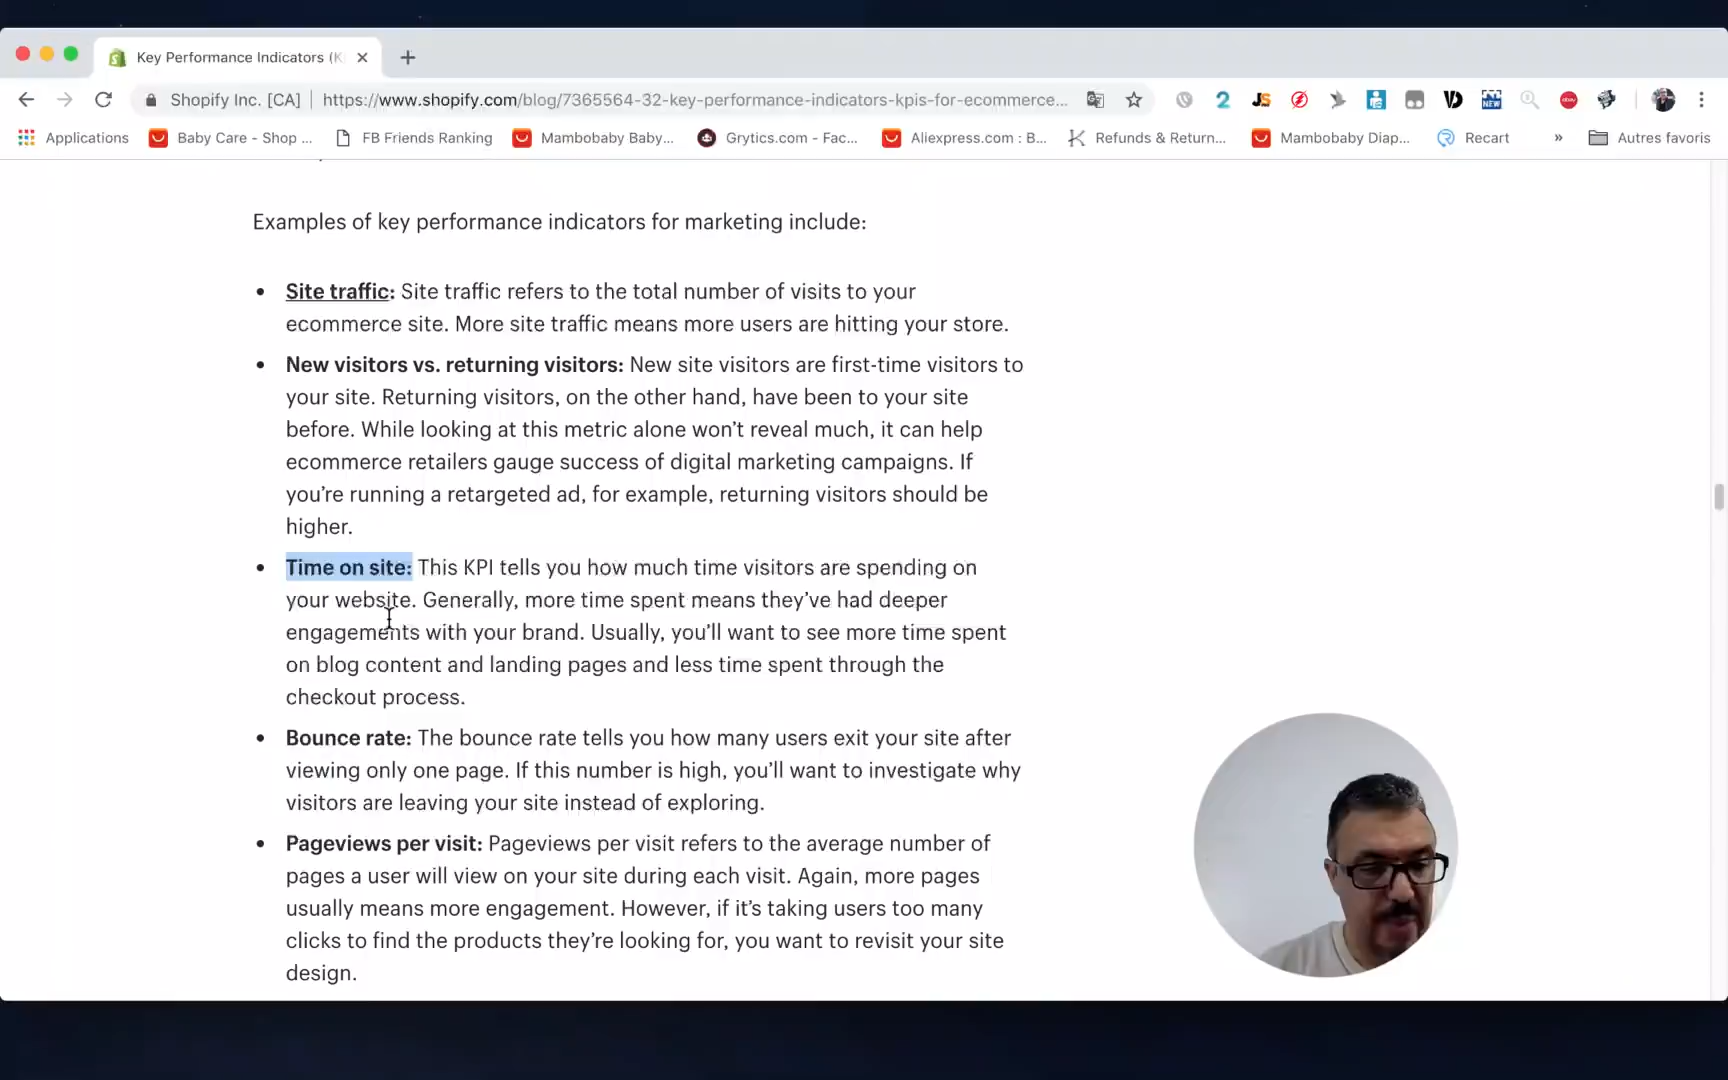 Key Performance Indicators (K
Shopify Inc. [CA] | https://www.shopify.com/blog/7365564-32-key-performance-indicators-kpis-for-ecommerce...
2 JS NEW ebay
Applications Baby Care - Shop ... FB Friends Ranking Mambobaby Baby... Grytics.com - Fac... Aliexpress.com : B... Refunds & Return... Mambobaby Diap... Recart » Autres favoris
Examples of key performance indicators for marketing include:
• Site traffic: Site traffic refers to the total number of visits to your
ecommerce site. More site traffic means more users are hitting your store.
• New visitors vs. returning visitors: New site visitors are first-time visitors to
your site. Returning visitors, on the other hand, have been to your site
before. While looking at this metric alone won’t reveal much, it can help
ecommerce retailers gauge success of digital marketing campaigns. If
you’re running a retargeted ad, for example, returning visitors should be
higher.
• Time on site: This KPI tells you how much time visitors are spending on
your website. Generally, more time spent means they’ve had deeper
engagements with your brand. Usually, you’ll want to see more time spent
on blog content and landing pages and less time spent through the
checkout process.
• Bounce rate: The bounce rate tells you how many users exit your site after
viewing only one page. If this number is high, you’ll want to investigate why
visitors are leaving your site instead of exploring.
• Pageviews per visit: Pageviews per visit refers to the average number of
pages a user will view on your site during each visit. Again, more pages
usually means more engagement. However, if it’s taking users too many
clicks to find the products they’re looking for, you want to revisit your site
design.